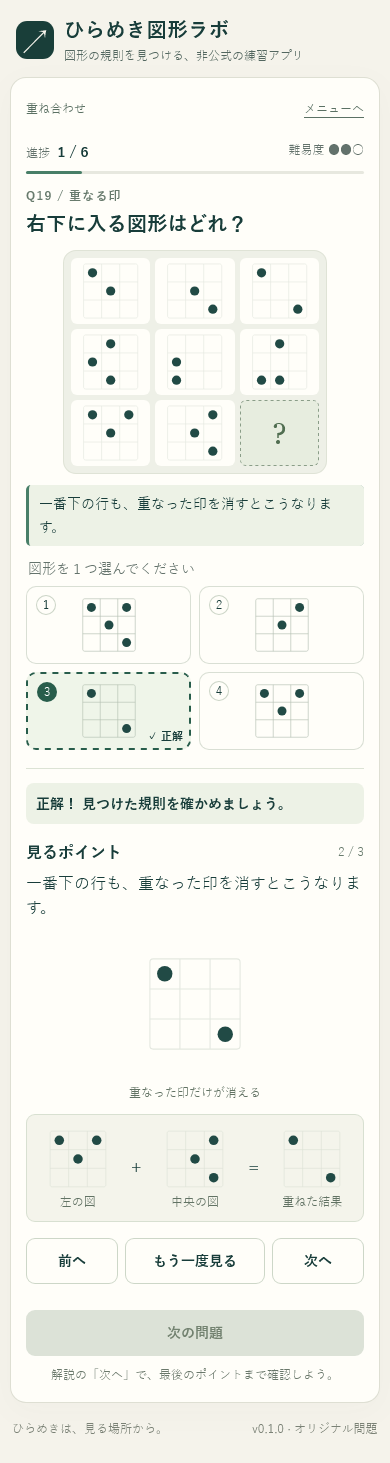 ひらめき図形ラボ
図形の規則を見つける、非公式の練習アプリ
重ね合わせ
メニューへ
進捗 1 / 6
難易度 ●●○
Q19 / 重なる印
右下に入る図形はどれ？
?
一番下の行も、重なった印を消すとこうなりま
す。
図形を１つ選んでください
1
2
3
✓ 正解
4
正解！ 見つけた規則を確かめましょう。
見るポイント
2 / 3
一番下の行も、重なった印を消すとこうなりま
す。
重なった印だけが消える
+
=
左の図
中央の図
重ねた結果
前へ
もう一度見る
次へ
次の問題
解説の「次へ」で、最後のポイントまで確認しよう。
ひらめきは、見る場所から。
v0.1.0 · オリジナル問題